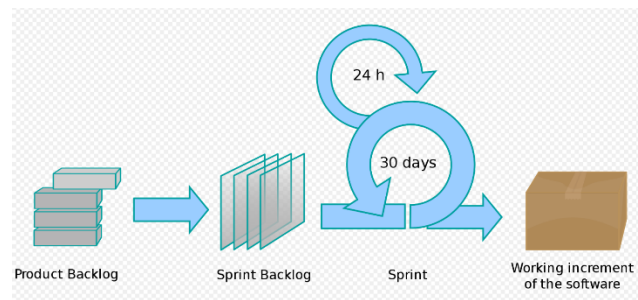 24 h
30 days
Product Backlog
Sprint Backlog
Sprint
Working increment
of the software